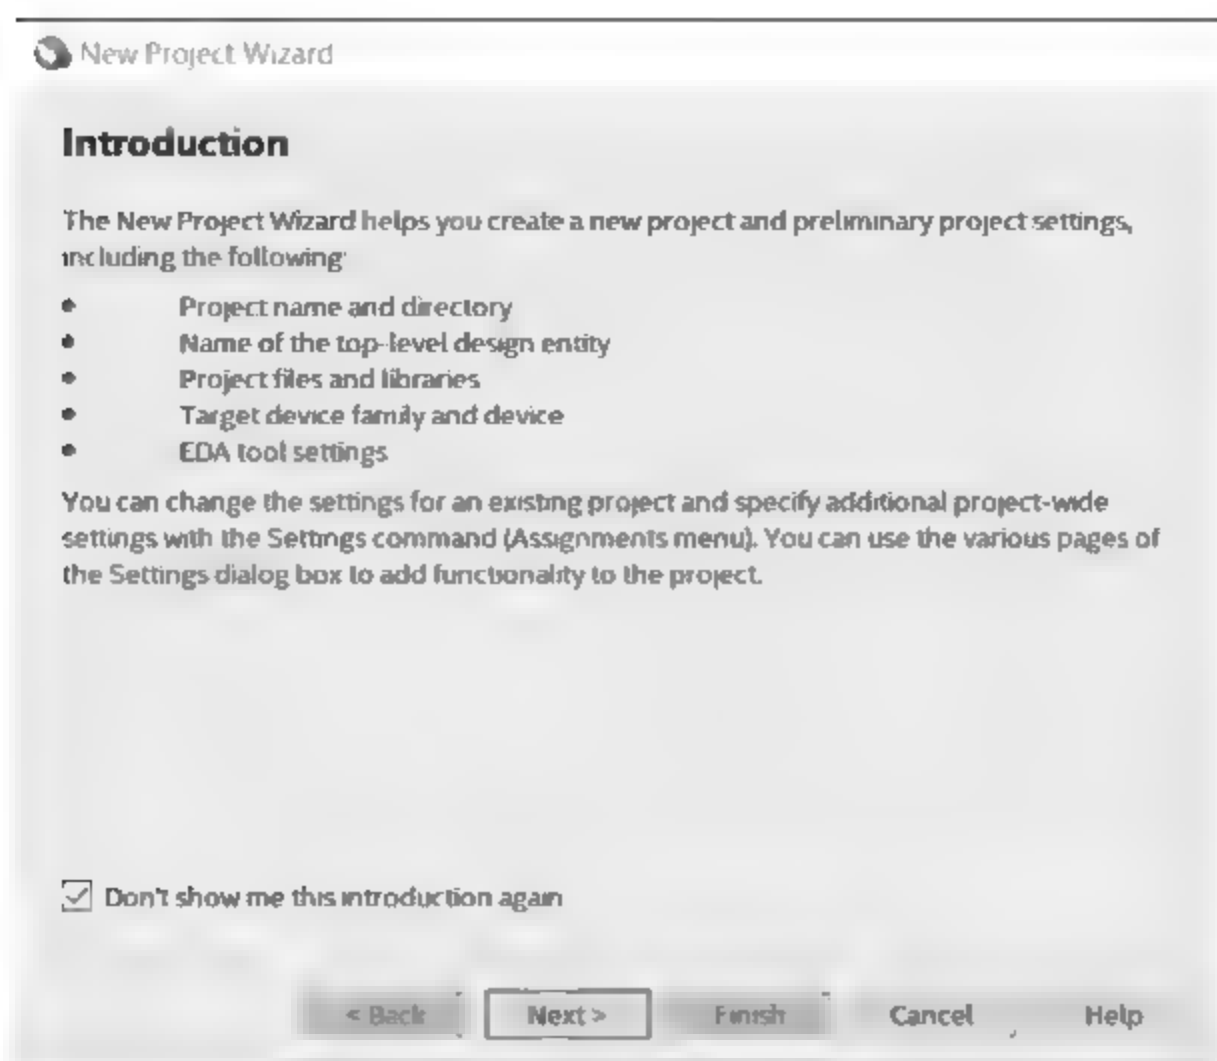 New Project Wizard
Introduction
The New Project Wizard helps you create a new project and preliminary project settings,
including the following:
• Project name and directory
• Name of the top-level design entity
• Project files and libraries
• Target device family and device
• EDA tool settings
You can change the settings for an existing project and specify additional project-wide
settings with the Settings command (Assignments menu). You can use the various pages of
the Settings dialog box to add functionality to the project.
Don't show me this introduction again
< Back Next > Finish Cancel Help